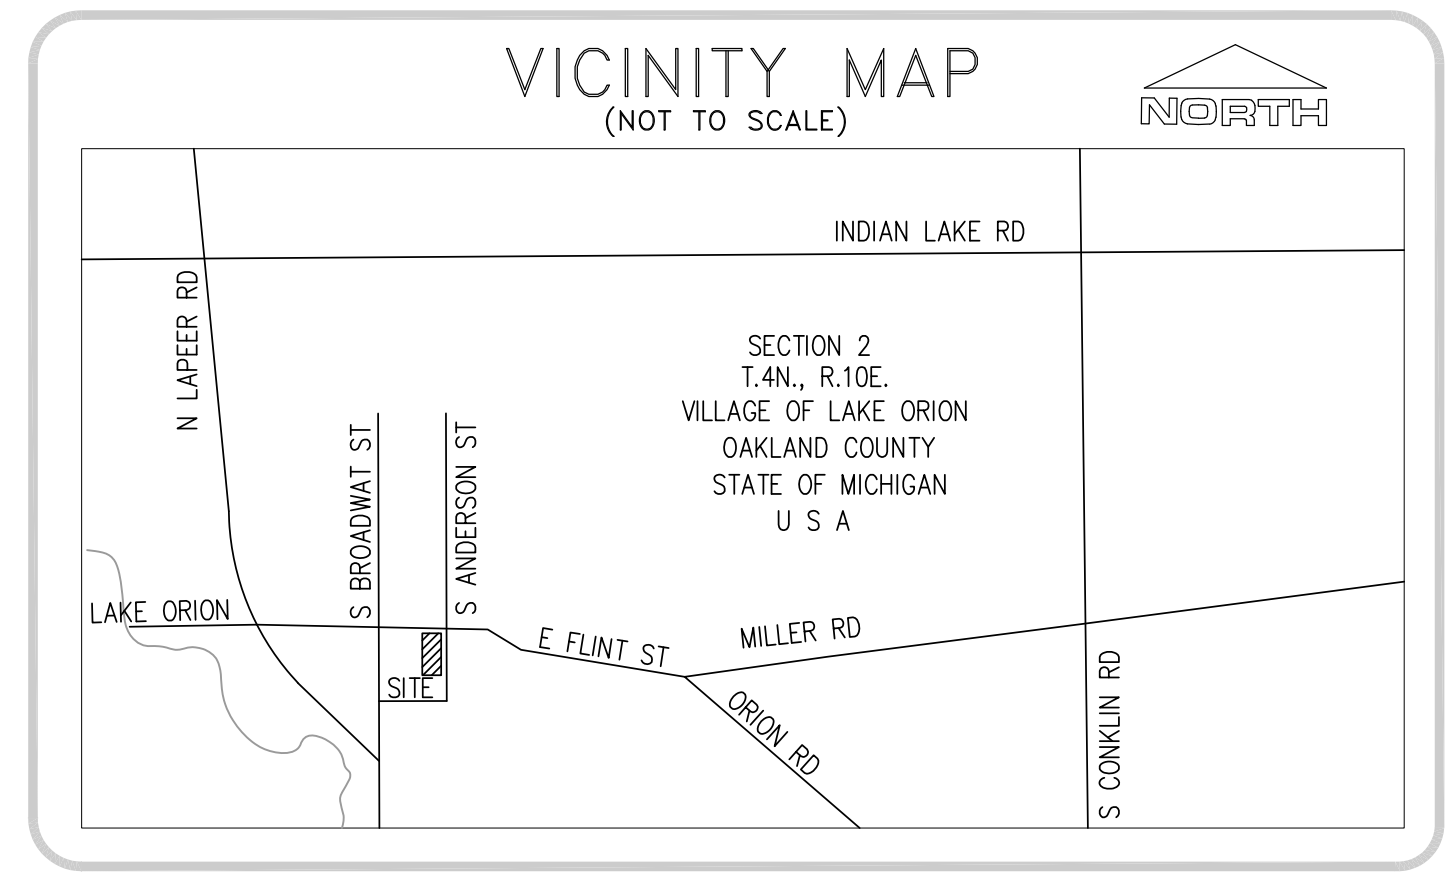 VICINITY MAP
(NOT TO SCALE)
NORTH
INDIAN LAKE RD
N LAPEER RD
SECTION 2
T.4N., R.10E.
VILLAGE OF LAKE ORION
OAKLAND COUNTY
STATE OF MICHIGAN
U S A
S BROADWAT ST
S ANDERSON ST
LAKE ORION
E FLINT ST
MILLER RD
SITE
ORION RD
S CONKLIN RD